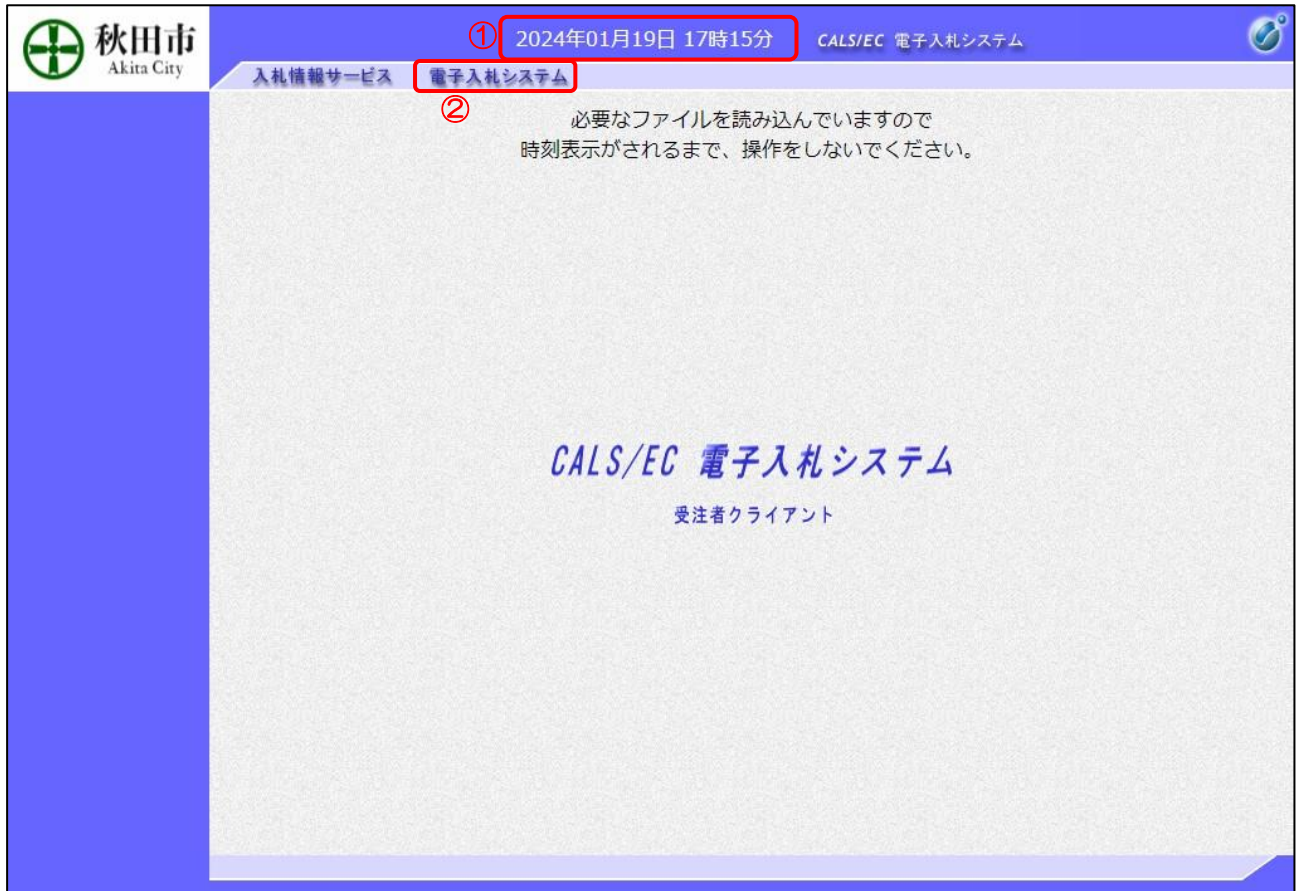 秋田市
Akita City
① 2024年01月19日 17時15分 CALS/EC 電子入札システム
入札情報サービス 電子入札システム
②
必要なファイルを読み込んでいますので
時刻表示がされるまで、操作をしないでください。
CALS/EC 電子入札システム
受注者クライアント